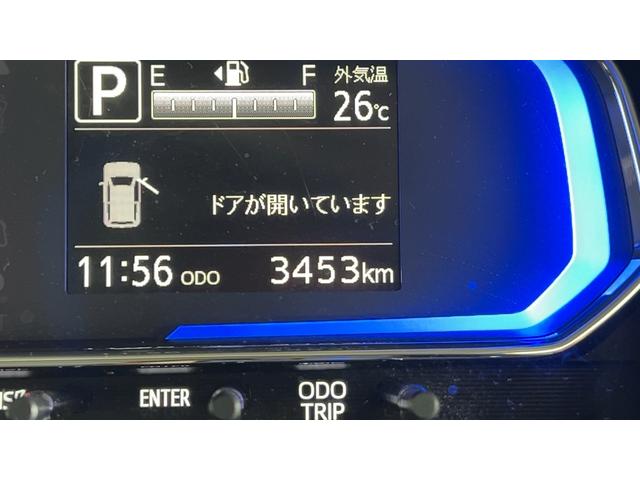 P E F 外気温
26℃
ドアが開いています
11:56 ODO 3453km
ENTER
ODO
TRIP